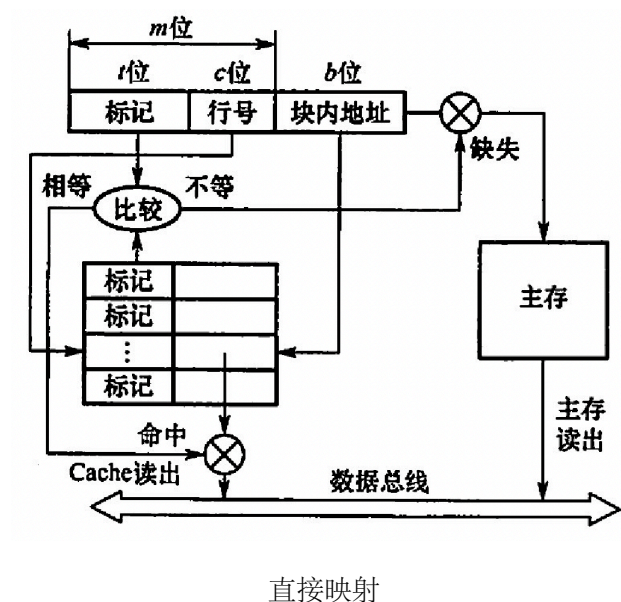 m位
t位 c位 b位
标记 行号 块内地址
缺失
相等 不等
比较
标记
标记
⋮
标记
主存
命中
Cache读出
主存
读出
数据总线
直接映射